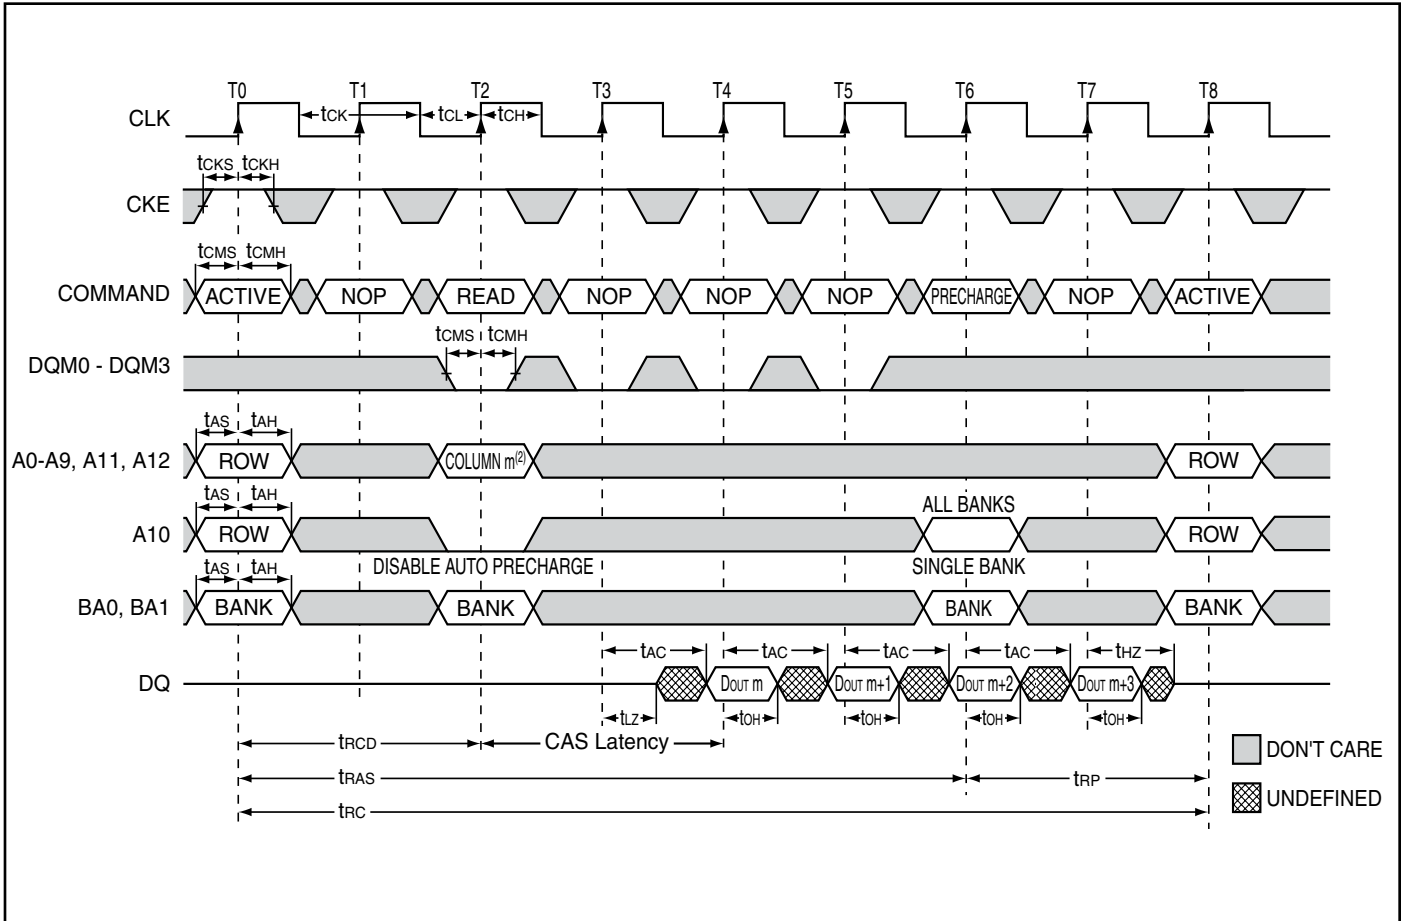 T0 T1 T2 T3 T4 T5 T6 T7 T8
CLK tCK tCL tCH
tCKS tCKH
CKE
tCMS tCMH
COMMAND ACTIVE NOP READ NOP NOP NOP PRECHARGE NOP ACTIVE
tCMS tCMH
DQM0 - DQM3
tAS tAH
A0-A9, A11, A12 ROW COLUMN m(2) ROW
tAS tAH ALL BANKS
A10 ROW ROW
DISABLE AUTO PRECHARGE SINGLE BANK
tAS tAH
BA0, BA1 BANK BANK BANK BANK
tAC tAC tAC tAC tHZ
DQ DOUT m DOUT m+1 DOUT m+2 DOUT m+3
tLZ tOH tOH tOH tOH
tRCD CAS Latency
DON'T CARE
tRAS tRP
UNDEFINED
tRC